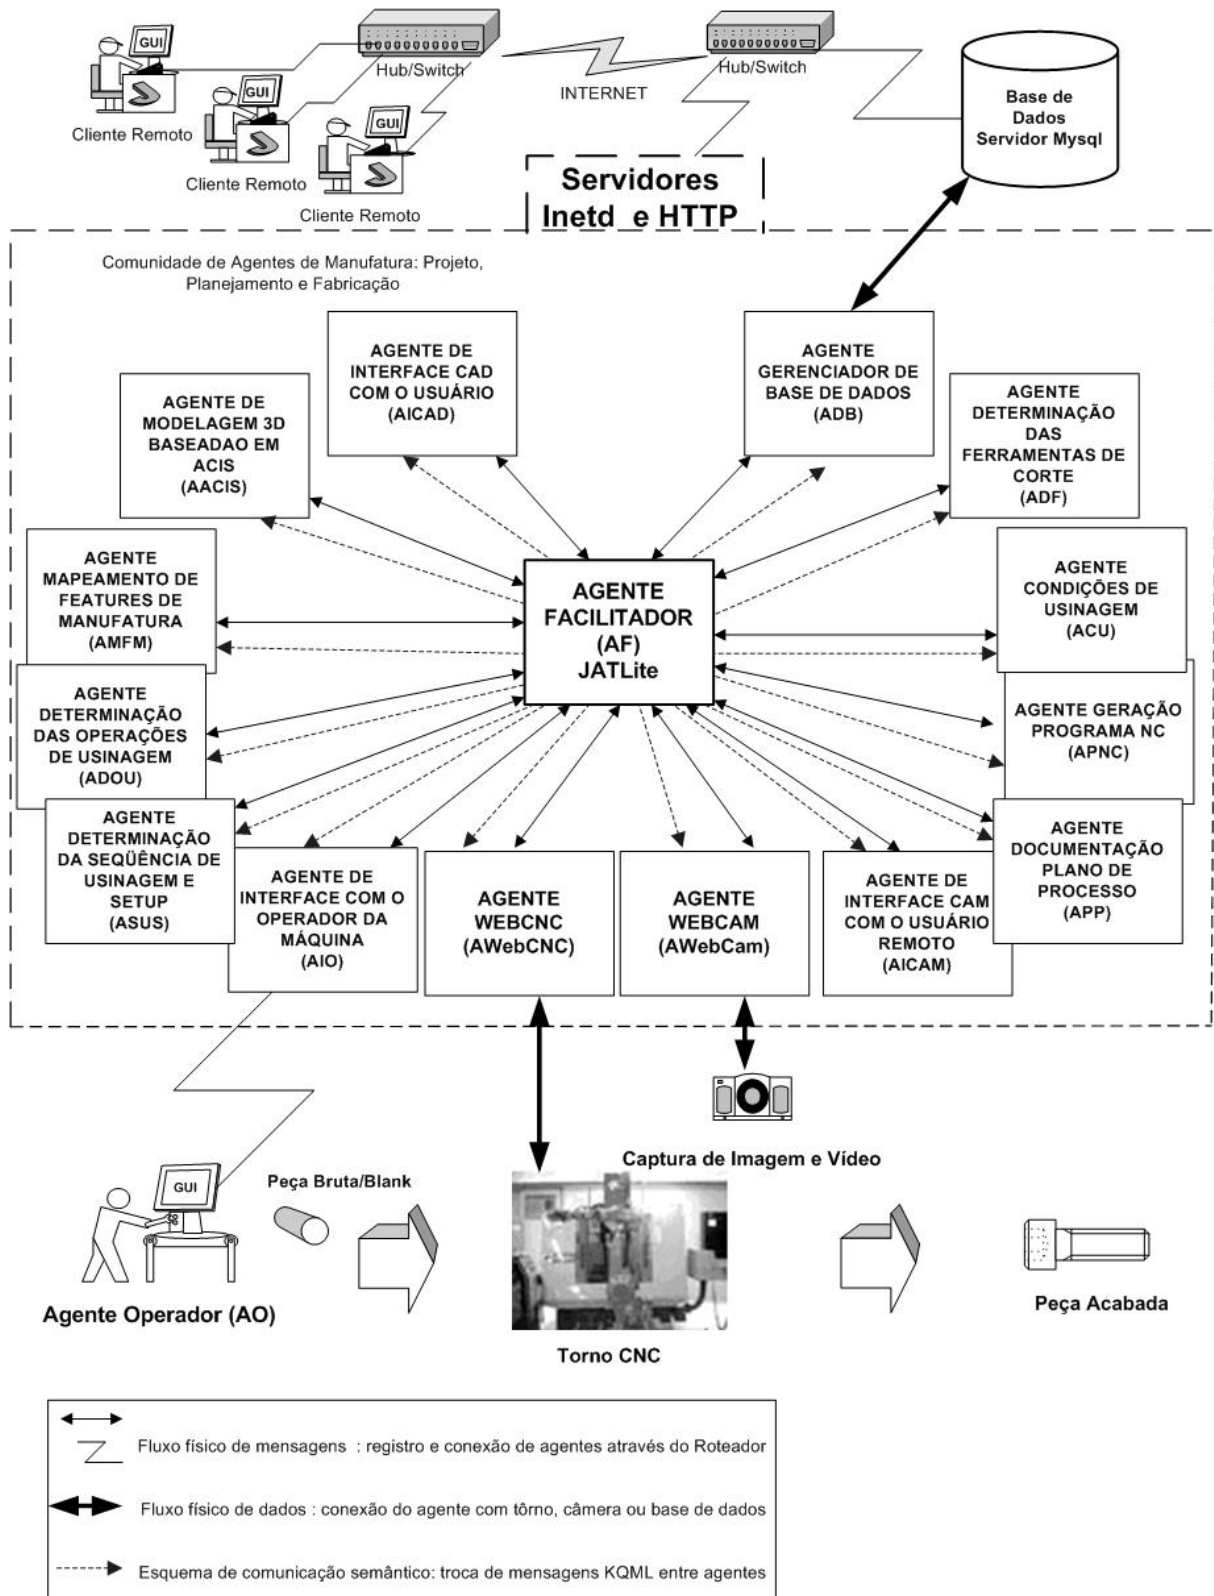 GUI
Hub/Switch
Hub/Switch
GUI
INTERNET
Base de
Dados
Servidor Mysql
GUI
Cliente Remoto
Cliente Remoto
Cliente Remoto
Servidores
Inetd e HTTP
Comunidade de Agentes de Manufatura: Projeto,
Planejamento e Fabricação
AGENTE DE
INTERFACE CAD
COM O USUÁRIO
(AICAD)
AGENTE
GERENCIADOR DE
BASE DE DADOS
(ADB)
AGENTE DE
MODELAGEM 3D
BASEADAO EM
ACIS
(AACIS)
AGENTE
DETERMINAÇÃO
DAS
FERRAMENTAS DE
CORTE
(ADF)
AGENTE
MAPEAMENTO DE
FEATURES DE
MANUFATURA
(AMFM)
AGENTE
FACILITADOR
(AF)
JATLite
AGENTE
CONDIÇÕES DE
USINAGEM
(ACU)
AGENTE
DETERMINAÇÃO
DAS OPERAÇÕES
DE USINAGEM
(ADOU)
AGENTE GERAÇÃO
PROGRAMA NC
(APNC)
AGENTE
DETERMINAÇÃO
DA SEQÜÊNCIA DE
USINAGEM E
SETUP
(ASUS)
AGENTE DE
INTERFACE COM O
OPERADOR DA
MÁQUINA
(AIO)
AGENTE
WEBCNC
(AWebCNC)
AGENTE
WEBCAM
(AWebCam)
AGENTE DE
INTERFACE CAM
COM O USUÁRIO
REMOTO
(AICAM)
AGENTE
DOCUMENTAÇÃO
PLANO DE
PROCESSO
(APP)
Captura de Imagem e Vídeo
GUI
Peça Bruta/Blank
Agente Operador (AO)
Torno CNC
Peça Acabada
Fluxo físico de mensagens : registro e conexão de agentes através do Roteador
Fluxo físico de dados : conexão do agente com tôrno, câmera ou base de dados
Esquema de comunicação semântico: troca de mensagens KQML entre agentes